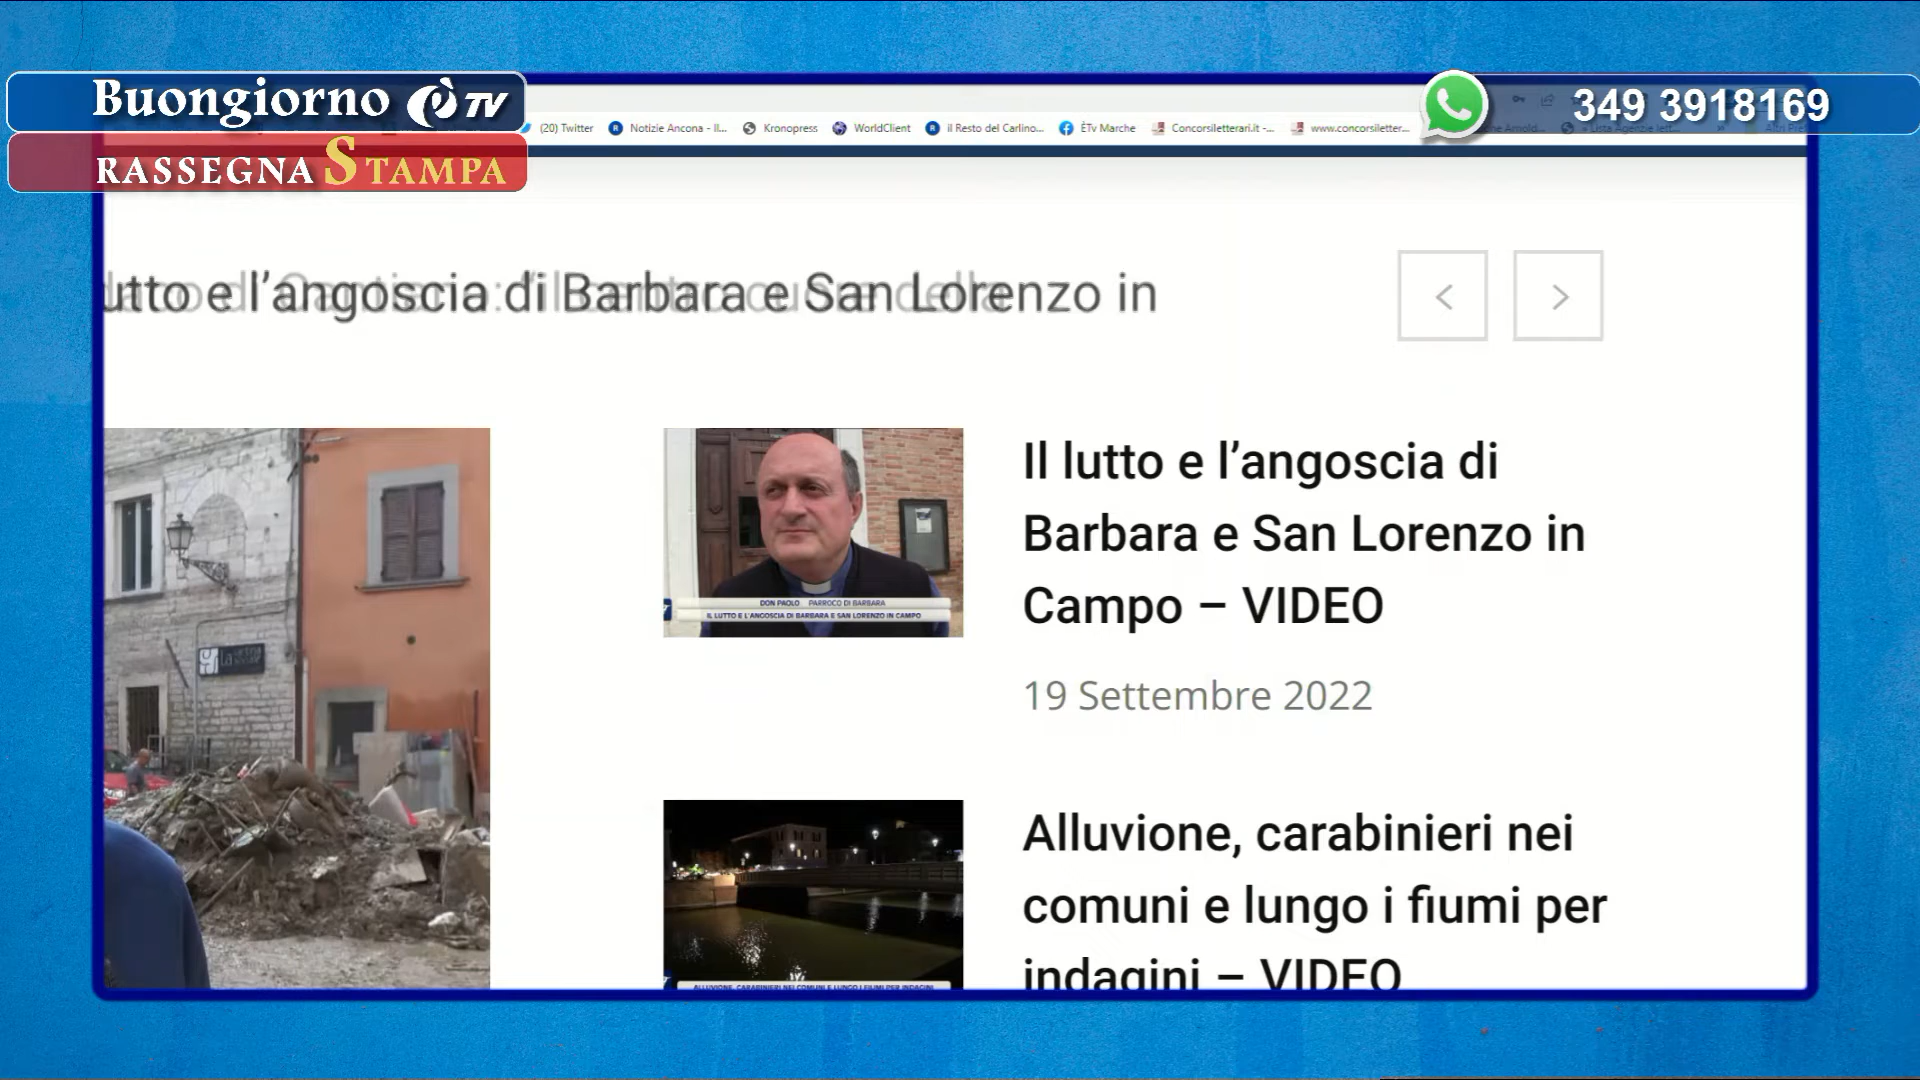 Buongiorno èTV
RASSEGNA STAMPA
349 3918169
(20) Twitter
Notizie Ancona - Il...
Kronopress
WorldClient
il Resto del Carlino...
ÈTv Marche
Concorsiletterari.it -...
www.concorsiletter...
utto e l’angoscia di Barbara e San Lorenzo in
Il lutto e l’angoscia di
Barbara e San Lorenzo in
Campo – VIDEO
19 Settembre 2022
DON PAOLO PARROCO DI BARBARA
IL LUTTO E L'ANGOSCIA DI BARBARA E SAN LORENZO IN CAMPO
Alluvione, carabinieri nei
comuni e lungo i fiumi per
indagini – VIDEO
ALLUVIONE, CARABINIERI NEI COMUNI E LUNGO I FIUMI PER INDAGINI